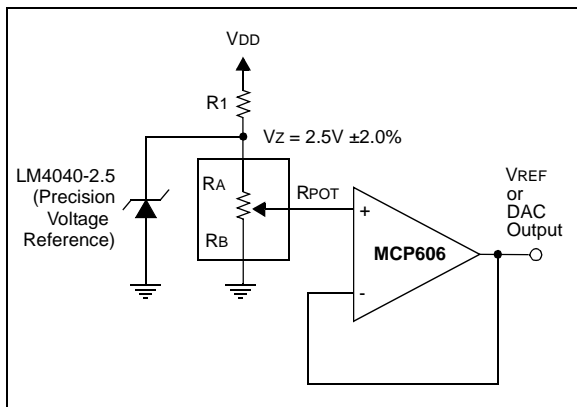 VDD
R1
VZ = 2.5V ±2.0%
LM4040-2.5
(Precision
Voltage
Reference)
RA
RPOT
RB
+
-
MCP606
VREF
or
DAC
Output